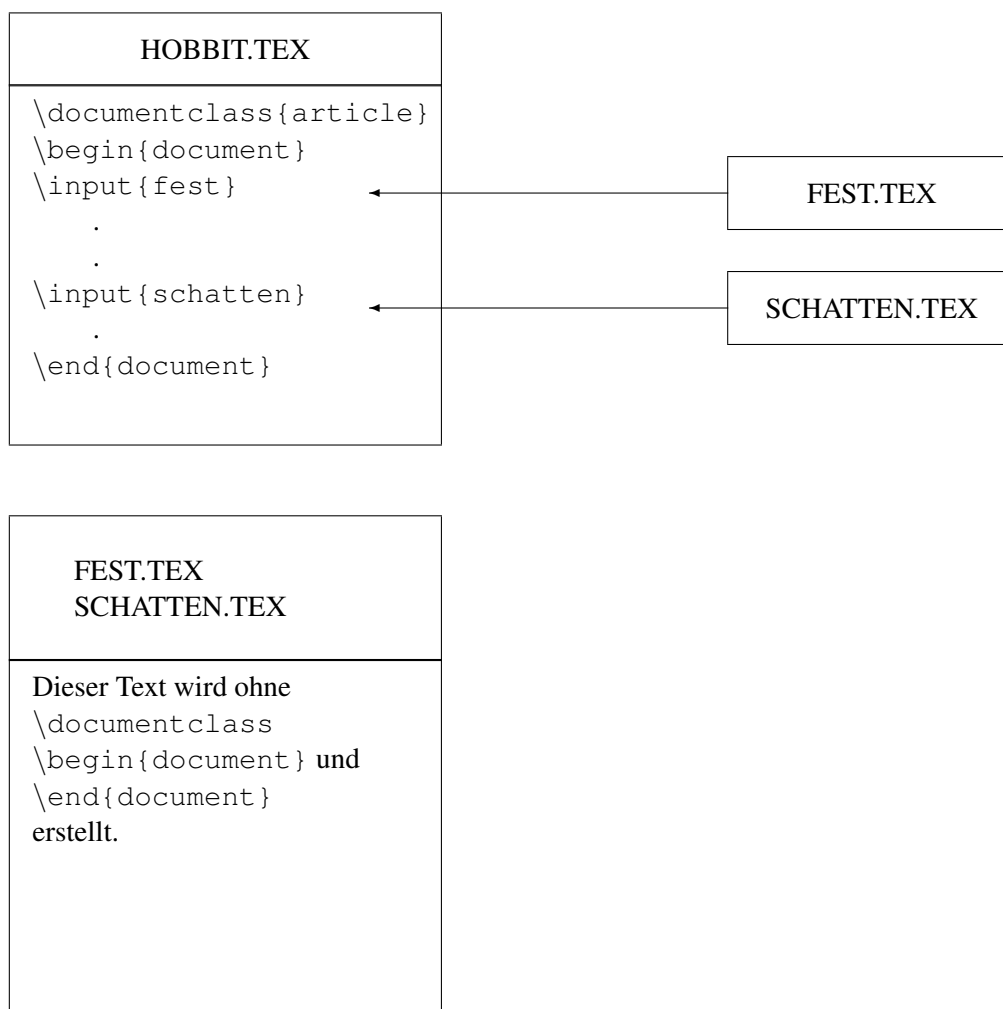 HOBBIT.TEX
\documentclass{article}
\begin{document}
\input{fest}
.
.
\input{schatten}
.
\end{document}
FEST.TEX
SCHATTEN.TEX
FEST.TEX
SCHATTEN.TEX
Dieser Text wird ohne
\documentclass
\begin{document} und
\end{document}
erstellt.